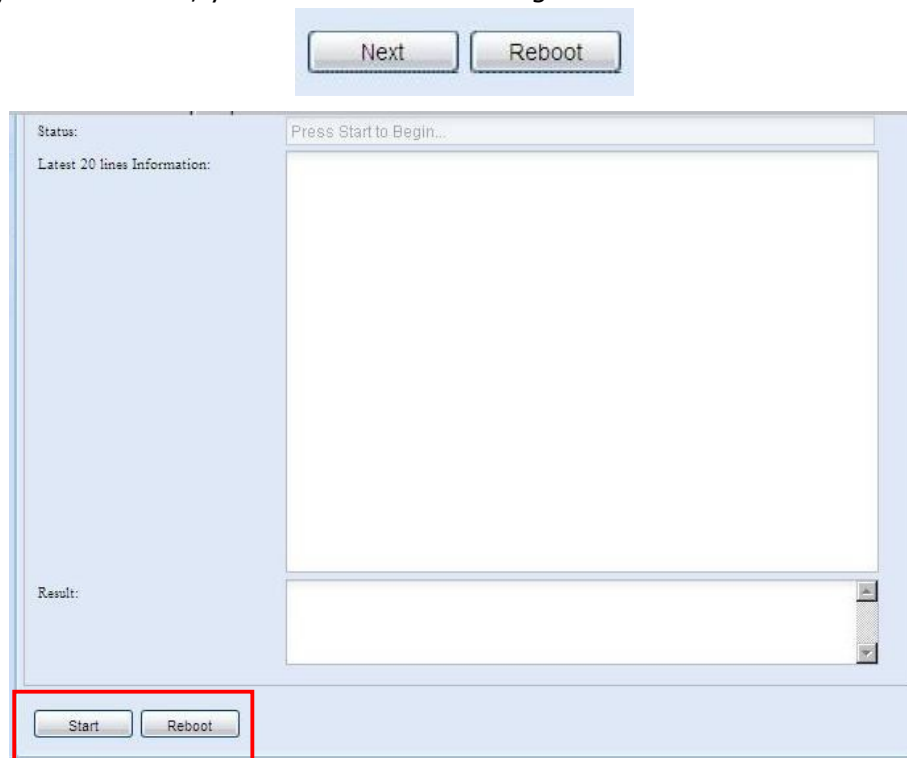 Next Reboot
Status: Press Start to Begin...
Latest 20 lines Information:
Result:
Start Reboot